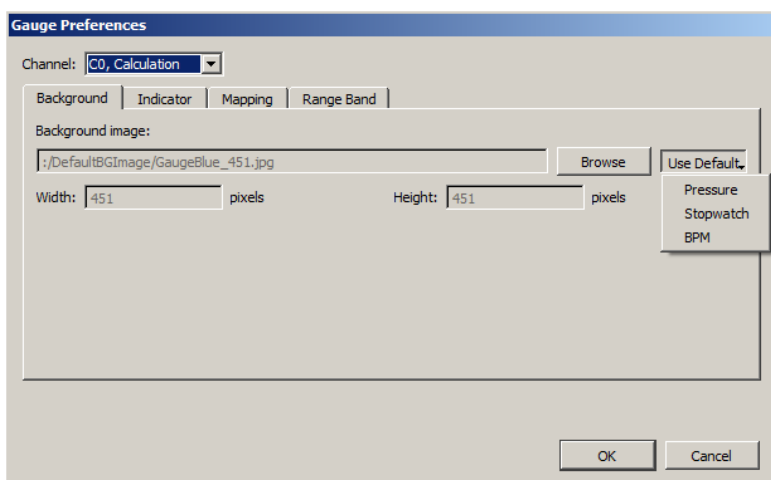 Gauge Preferences
Channel: C0, Calculation
Background Indicator Mapping Range Band
Background image:
:/DefaultBGImage/GaugeBlue_451.jpg Browse Use Default
Width: 451 pixels Height: 451 pixels
Pressure
Stopwatch
BPM
OK Cancel